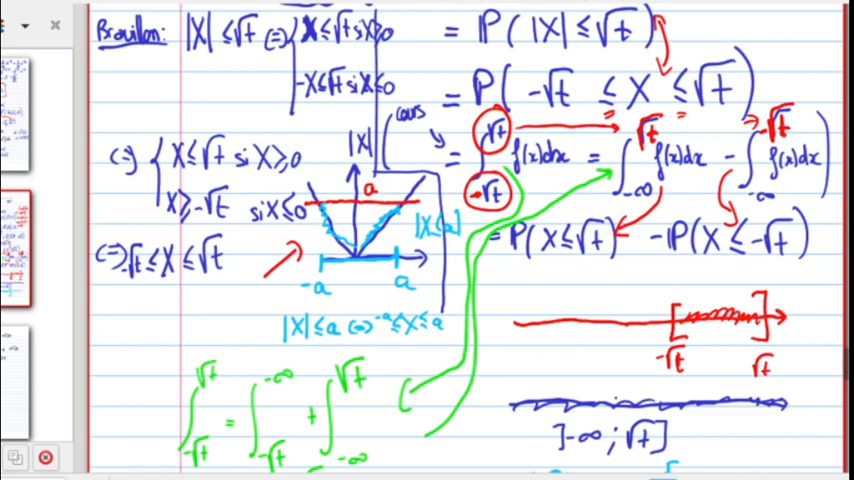 Brouillon: |X| ≤ √t (=) { X ≤ √t si X ≥ 0
-X ≤ √t si X ≤ 0
= P( |X| ≤ √t )
= P( -√t ≤ X ≤ √t )
(cours
= ∫_{-√t}^{√t} f(x)dx = ∫_{-∞}^{√t} f(x)dx - ∫_{-∞}^{-√t} f(x)dx
= P(X ≤ √t) - P(X ≤ -√t)
(=) { X ≤ √t si X ≥ 0
X ≥ -√t si X ≤ 0
(=) -√t ≤ X ≤ √t
|X|
a
|X ≤ a|
-a a
|X| ≤ a (=) -a ≤ X ≤ a
∫_{-√t}^{√t} = ∫_{-√t}^{-∞} + ∫_{-∞}^{√t}
-√t √t
]-∞ ; √t]